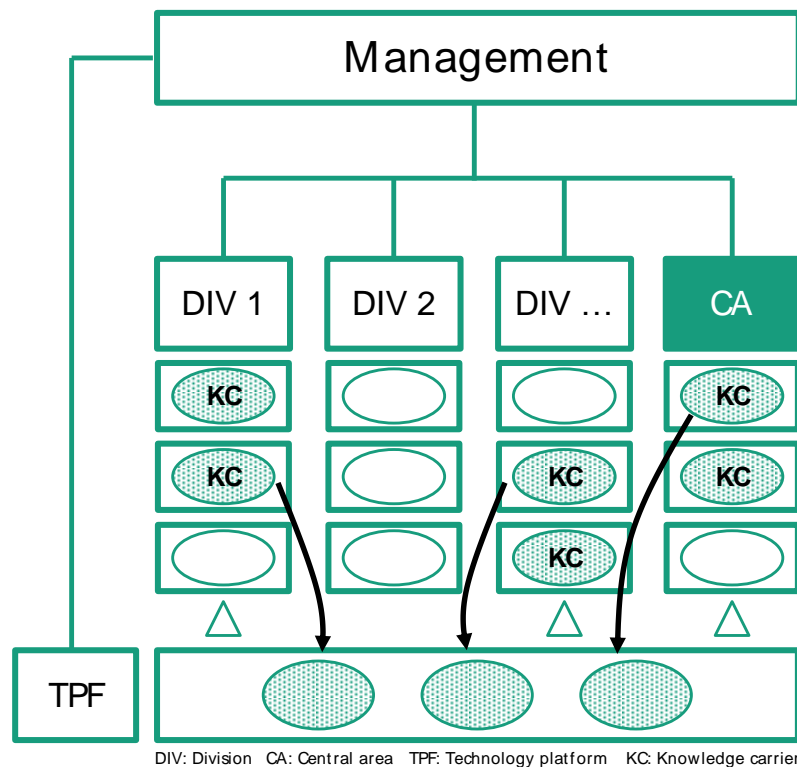 Management
DIV 1 DIV 2 DIV ... CA
KC KC
KC KC KC
KC
TPF
DIV: Division CA: Central area TPF: Technology platform KC: Knowledge carrier